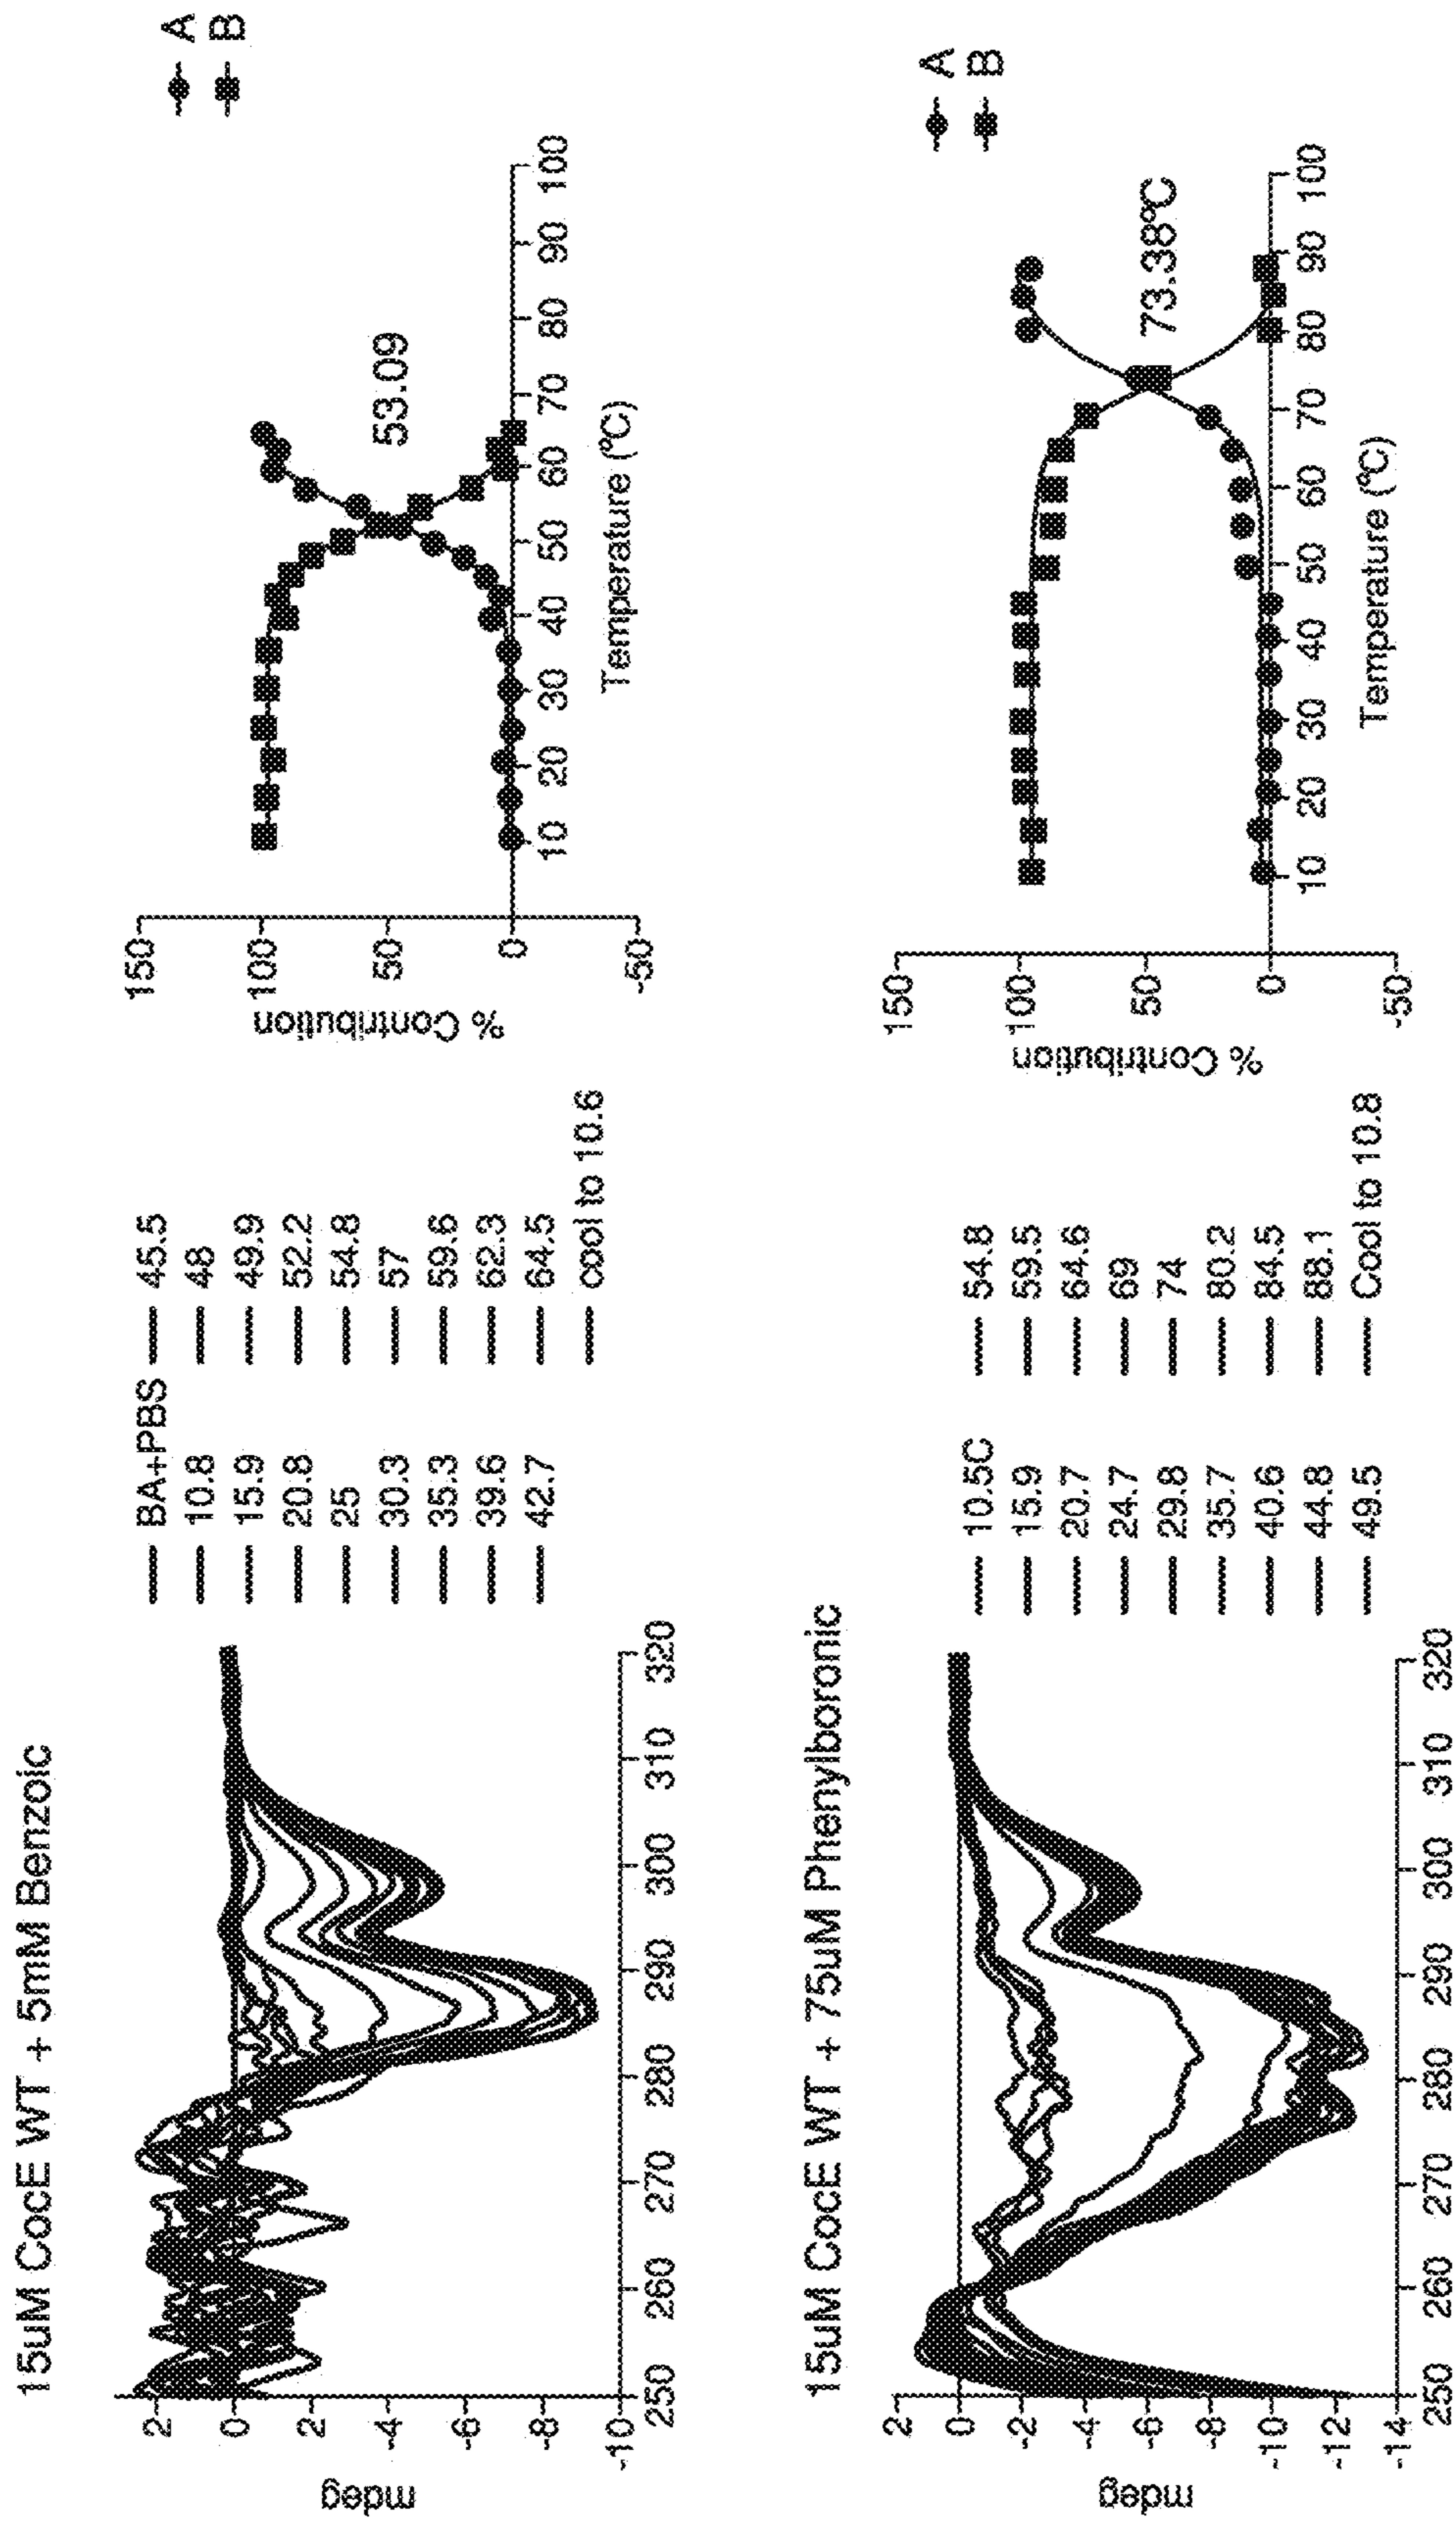 15uM CocE WT + 5mM Benzoic
2
0
-2
-4
-6
-8
-10
mdeg
250 260 270 280 290 300 310 320
BA+PBS 45.5
10.8 48
15.9 49.9
20.8 52.2
25 54.8
30.3 57
35.3 59.6
39.6 62.3
42.7 64.5
cool to 10.6
150
100
50
0
-50
% Contribution
53.09
10 20 30 40 50 60 70 80 90 100
Temperature (ºC)
A
B
15uM CocE WT + 75uM Phenylboronic
2
0
-2
-4
-6
-8
-10
-12
-14
mdeg
250 260 270 280 290 300 310 320
10.5C 54.8
15.9 59.5
20.7 64.6
24.7 69
29.8 74
35.7 80.2
40.6 84.5
44.8 88.1
49.5 Cool to 10.8
150
100
50
0
-50
% Contribution
73.38ºC
10 20 30 40 50 60 70 80 90 100
Temperature (ºC)
A
B